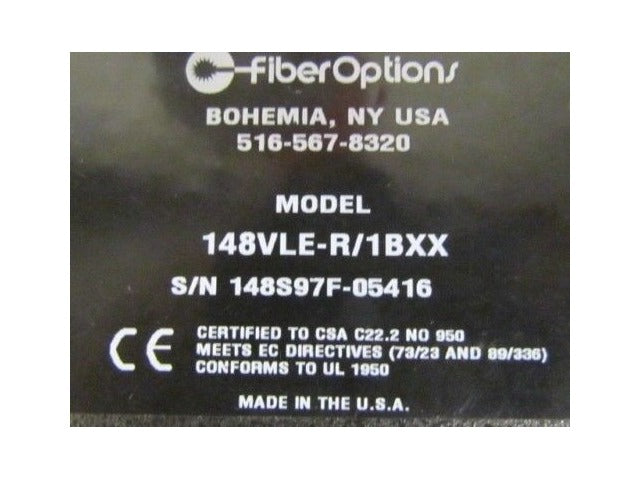 FiberOptions
BOHEMIA, NY USA
516-567-8320
MODEL
148VLE-R/1BXX
S/N 148S97F-05416
CE CERTIFIED TO CSA C22.2 NO 950
MEETS EC DIRECTIVES (73/23 AND 89/336)
CONFORMS TO UL 1950
MADE IN THE U.S.A.